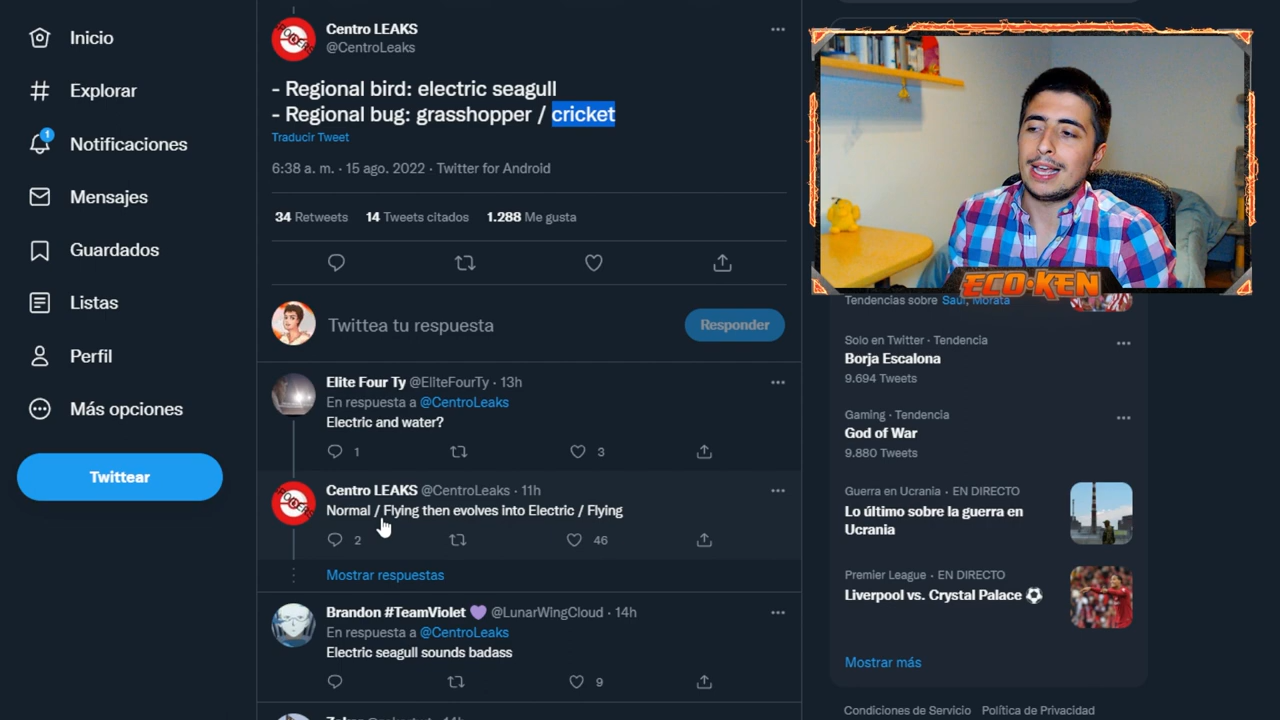 Inicio
Explorar
1
Notificaciones
Mensajes
Guardados
Listas
Perfil
Más opciones
Twittear
Centro LEAKS
@CentroLeaks
- Regional bird: electric seagull
- Regional bug: grasshopper / cricket
Traducir Tweet
6:38 a. m. · 15 ago. 2022 · Twitter for Android
34 Retweets 14 Tweets citados 1.288 Me gusta
Twittea tu respuesta
Responder
Elite Four Ty @EliteFourTy · 13h
En respuesta a @CentroLeaks
Electric and water?
1 3
Centro LEAKS @CentroLeaks · 11h
Normal / Flying then evolves into Electric / Flying
2 46
Mostrar respuestas
Brandon #TeamViolet 💜 @LunarWingCloud · 14h
En respuesta a @CentroLeaks
Electric seagull sounds badass
9
ECO·KEN
Tendencias sobre Saúl, Morata
Solo en Twitter · Tendencia
Borja Escalona
9.694 Tweets
Gaming · Tendencia
God of War
9.880 Tweets
Guerra en Ucrania · EN DIRECTO
Lo último sobre la guerra en
Ucrania
Premier League · EN DIRECTO
Liverpool vs. Crystal Palace ⚽
Mostrar más
Condiciones de Servicio Política de Privacidad